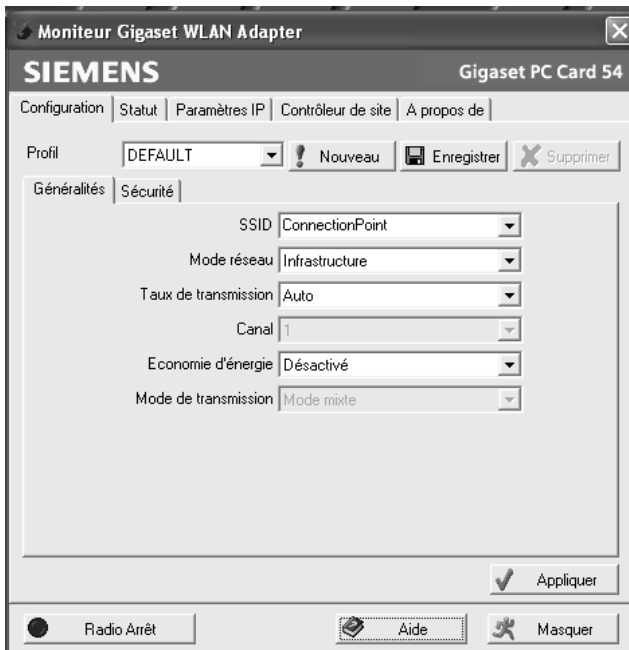 Moniteur Gigaset WLAN Adapter
SIEMENS Gigaset PC Card 54
Configuration Statut Paramètres IP Contrôleur de site A propos de
Profil DEFAULT Nouveau Enregistrer Supprimer
Généralités Sécurité
SSID ConnectionPoint
Mode réseau Infrastructure
Taux de transmission Auto
Canal 1
Economie d'énergie Désactivé
Mode de transmission Mode mixte
Appliquer
Radio Arrêt Aide Masquer